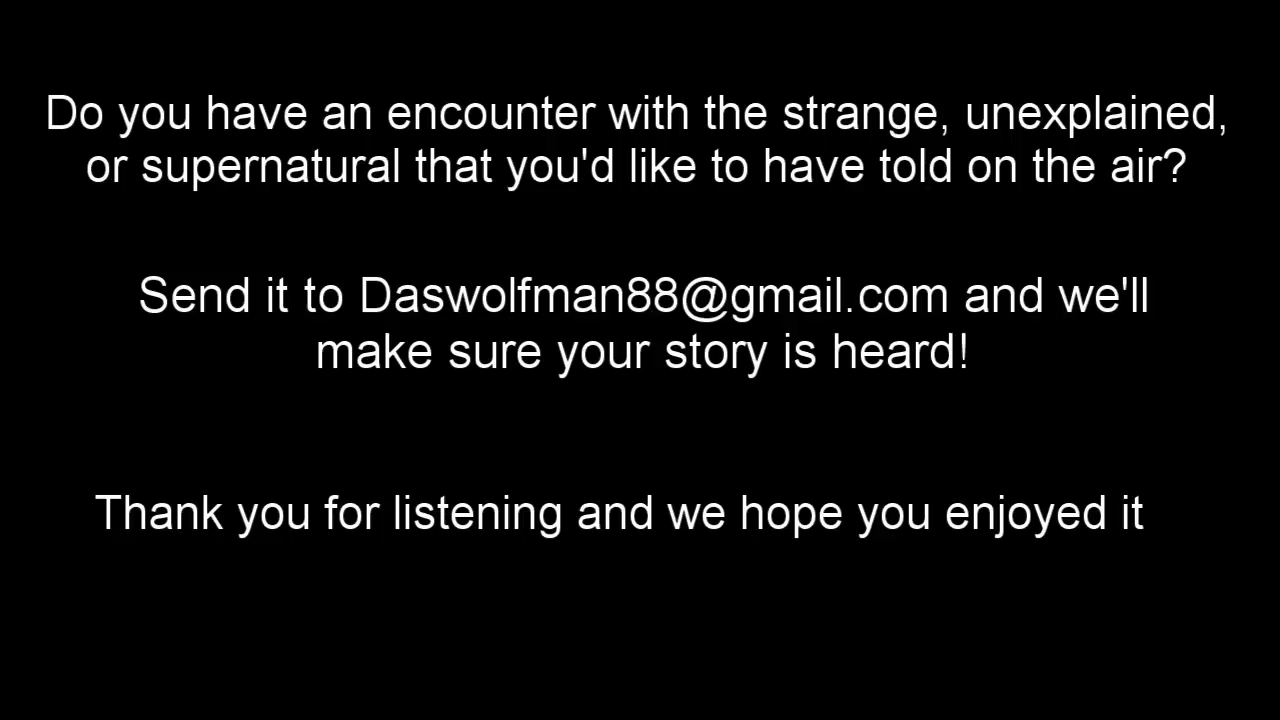 Do you have an encounter with the strange, unexplained,
or supernatural that you'd like to have told on the air?
Send it to Daswolfman88@gmail.com and we'll
make sure your story is heard!
Thank you for listening and we hope you enjoyed it